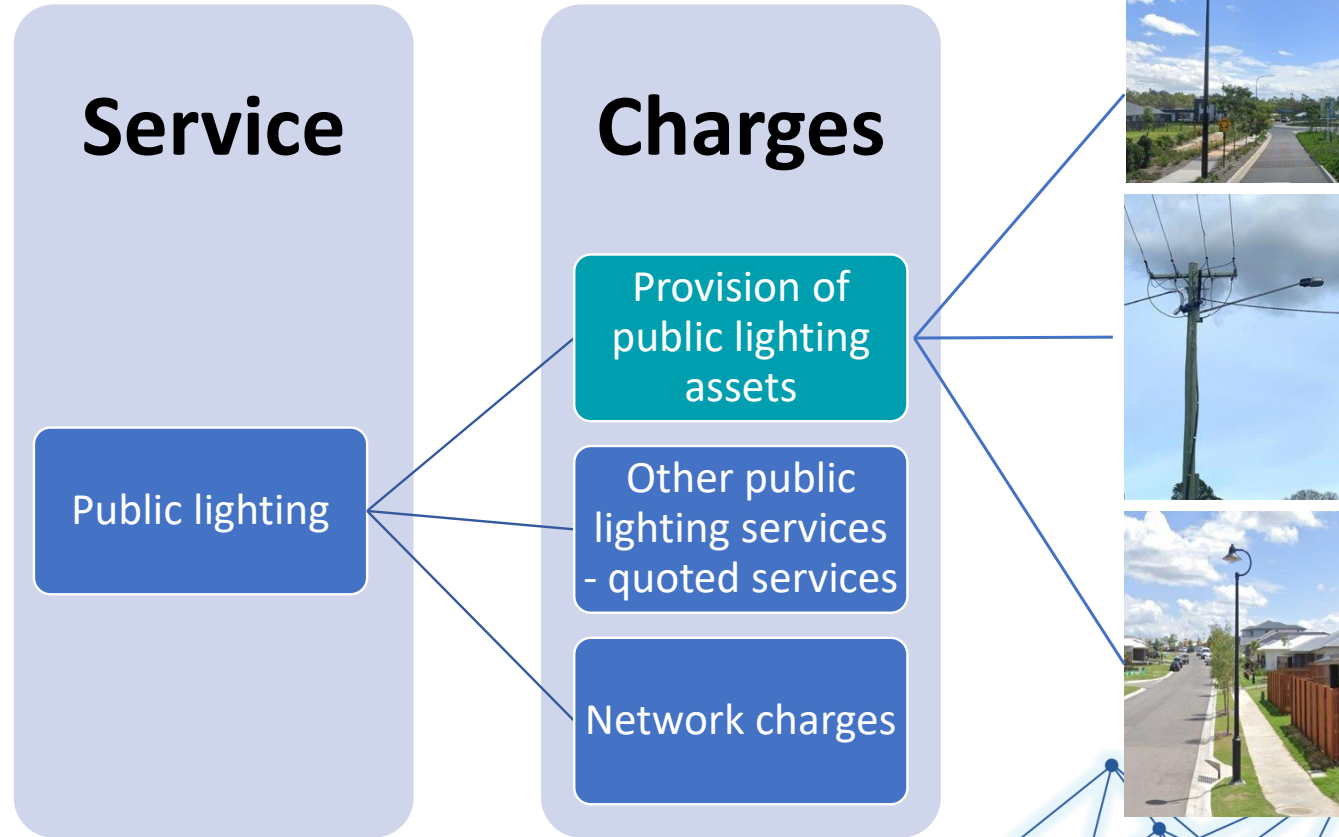 Service
Charges
Provision of
public lighting
assets
Public lighting
Other public
lighting services
- quoted services
Network charges